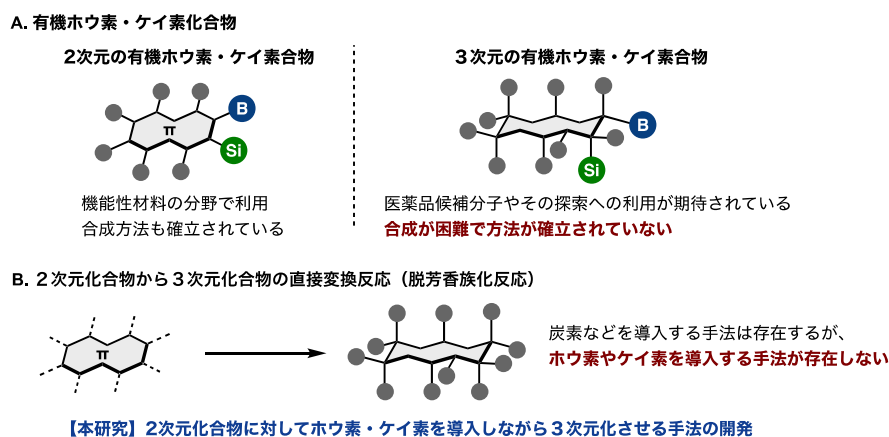 A. 有機ホウ素・ケイ素化合物
2次元の有機ホウ素・ケイ素合物
3次元の有機ホウ素・ケイ素合物
B
Si
π
B
Si
機能性材料の分野で利用
合成方法も確立されている
医薬品候補分子やその探索への利用が期待されている
合成が困難で方法が確立されていない
B. ２次元化合物から３次元化合物の直接変換反応（脱芳香族化反応）
π
炭素などを導入する手法は存在するが、
ホウ素やケイ素を導入する手法が存在しない
【本研究】2次元化合物に対してホウ素・ケイ素を導入しながら３次元化させる手法の開発